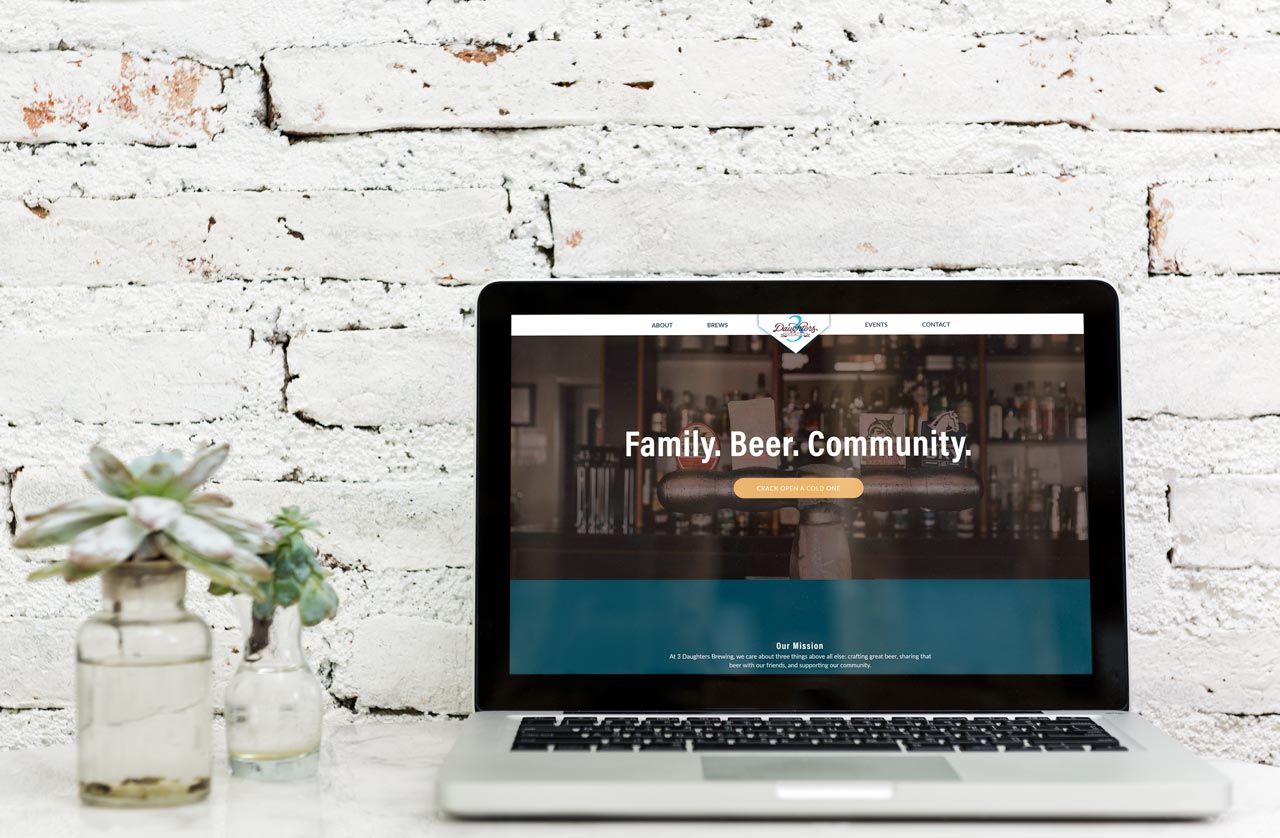 ABOUT
BREWS
3
Daughters
EVENTS
CONTACT
Family. Beer. Community.
CRACK OPEN A COLD ONE
Our Mission
At 3 Daughters Brewing, we care about three things above all else: crafting great beer, sharing that
beer with our friends, and supporting our community.